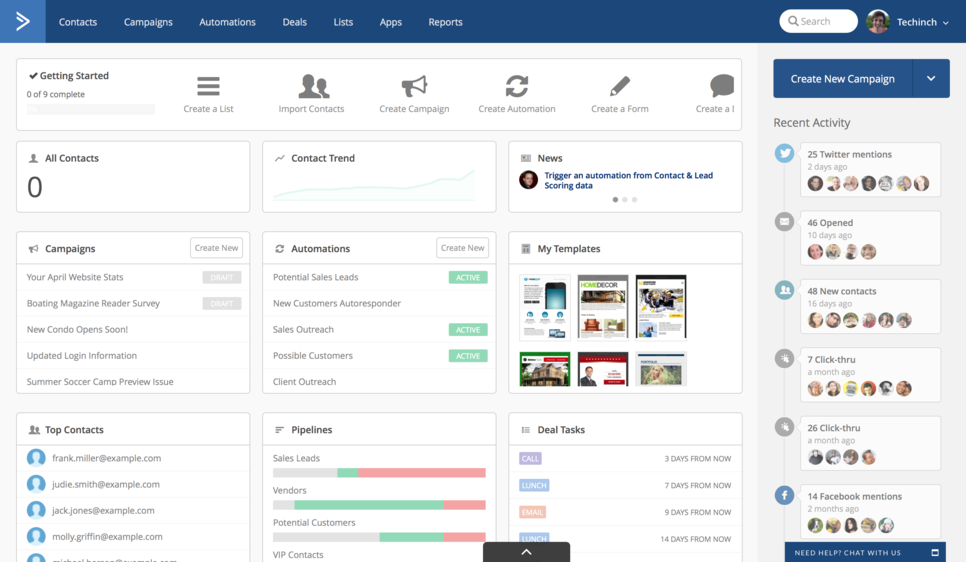 Contacts
Campaigns
Automations
Deals
Lists
Apps
Reports
Search
Techinch
Getting Started
0 of 9 complete
Create a List
Import Contacts
Create Campaign
Create Automation
Create a Form
Create a
Create New Campaign
All Contacts
0
Contact Trend
News
Trigger an automation from Contact & Lead
Scoring data
Campaigns
Create New
Your April Website Stats
DRAFT
Boating Magazine Reader Survey
DRAFT
New Condo Opens Soon!
Updated Login Information
Summer Soccer Camp Preview Issue
Automations
Create New
Potential Sales Leads
ACTIVE
New Customers Autoresponder
Sales Outreach
ACTIVE
Possible Customers
ACTIVE
Client Outreach
My Templates
HOMEDECOR
Top Contacts
frank.miller@example.com
judie.smith@example.com
jack.jones@example.com
molly.griffin@example.com
Pipelines
Sales Leads
Vendors
Potential Customers
VIP Contacts
Deal Tasks
CALL
3 DAYS FROM NOW
LUNCH
7 DAYS FROM NOW
EMAIL
9 DAYS FROM NOW
LUNCH
14 DAYS FROM NOW
Recent Activity
25 Twitter mentions
2 days ago
46 Opened
10 days ago
48 New contacts
16 days ago
7 Click-thru
a month ago
26 Click-thru
a month ago
14 Facebook mentions
2 months ago
NEED HELP? CHAT WITH US